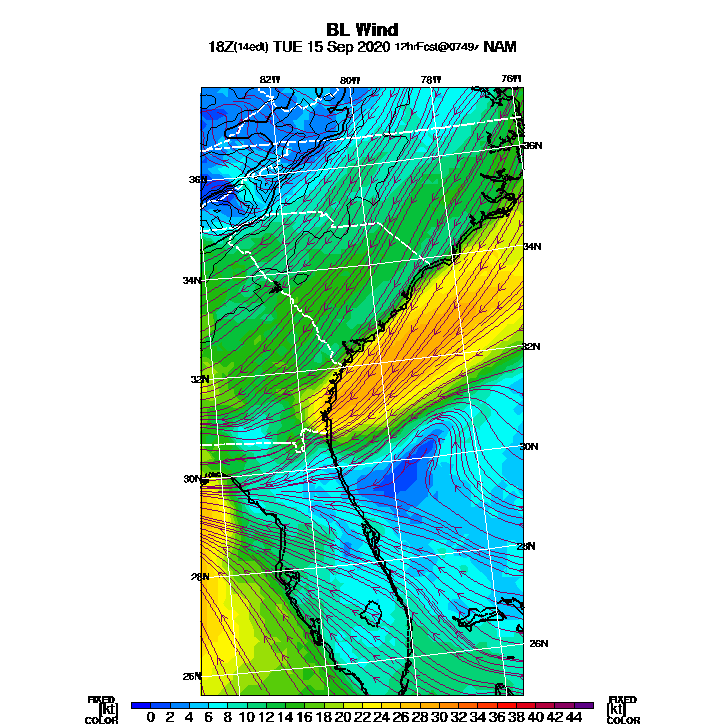 BL Wind
18Z(14edt) TUE 15 Sep 2020 12hrFcst@0749z NAM
82W 80W 78W 76W
36N
36N
34N
34N
32N
32N
30N
30N
28N
28N
26N
26N
FIXED FIXED
[kt] 0 2 4 6 8 10 12 14 16 18 20 22 24 26 28 30 32 34 36 38 40 42 44 [kt]
COLOR COLOR